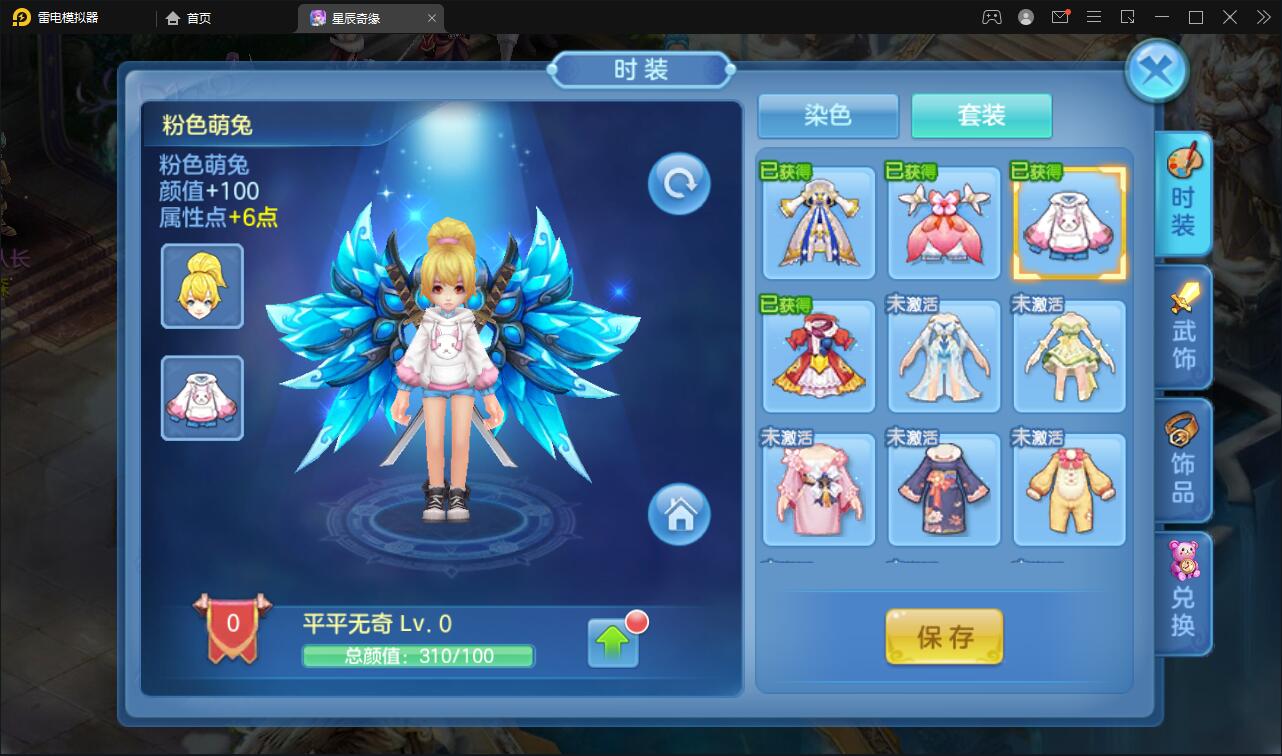 雷电模拟器
首页
星辰奇缘
时装
粉色萌兔
粉色萌兔
颜值+100
属性点+6点
染色
套装
已获得
已获得
已获得
已获得
未激活
未激活
未激活
未激活
未激活
保存
0
平平无奇 Lv. 0
总颜值: 310/100
时装
武饰
饰品
兑换